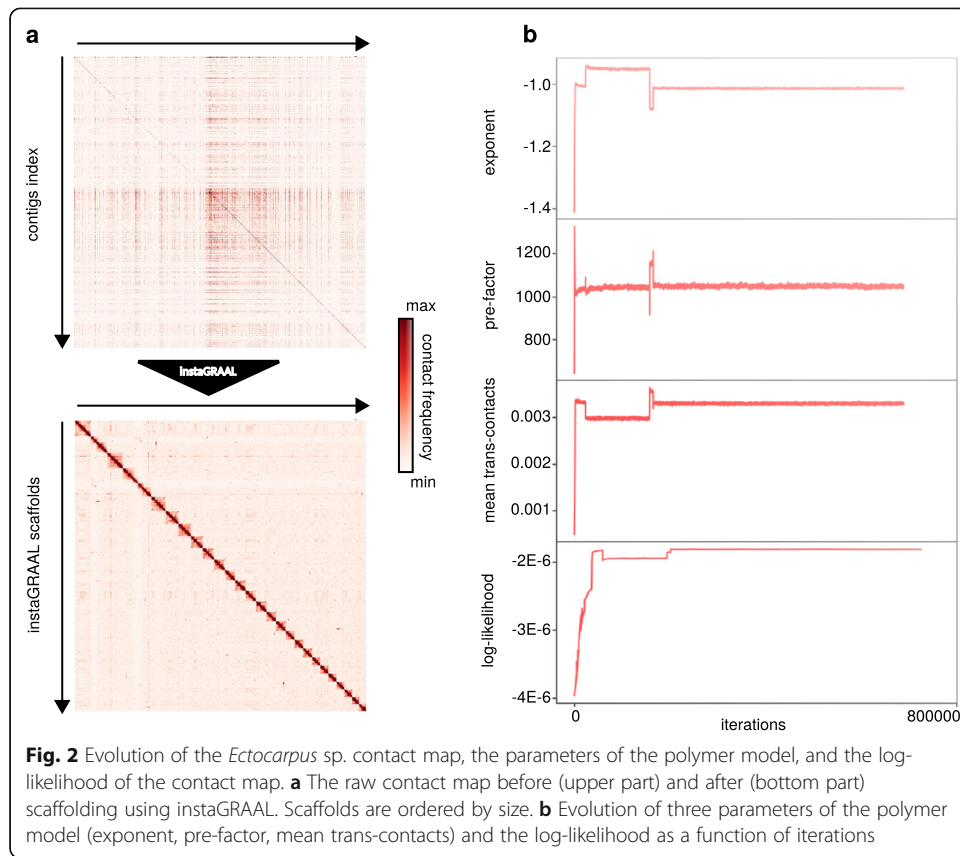 a
contigs index
instaGRAAL
max
contact frequency
min
instaGRAAL scaffolds
b
-1.0
-1.2
-1.4
exponent
1200
1000
800
pre-factor
0.003
0.002
0.001
mean trans-contacts
-2E-6
-3E-6
-4E-6
log-likelihood
0
800000
iterations
Fig. 2 Evolution of the Ectocarpus sp. contact map, the parameters of the polymer model, and the log-
likelihood of the contact map. a The raw contact map before (upper part) and after (bottom part)
scaffolding using instaGRAAL. Scaffolds are ordered by size. b Evolution of three parameters of the polymer
model (exponent, pre-factor, mean trans-contacts) and the log-likelihood as a function of iterations